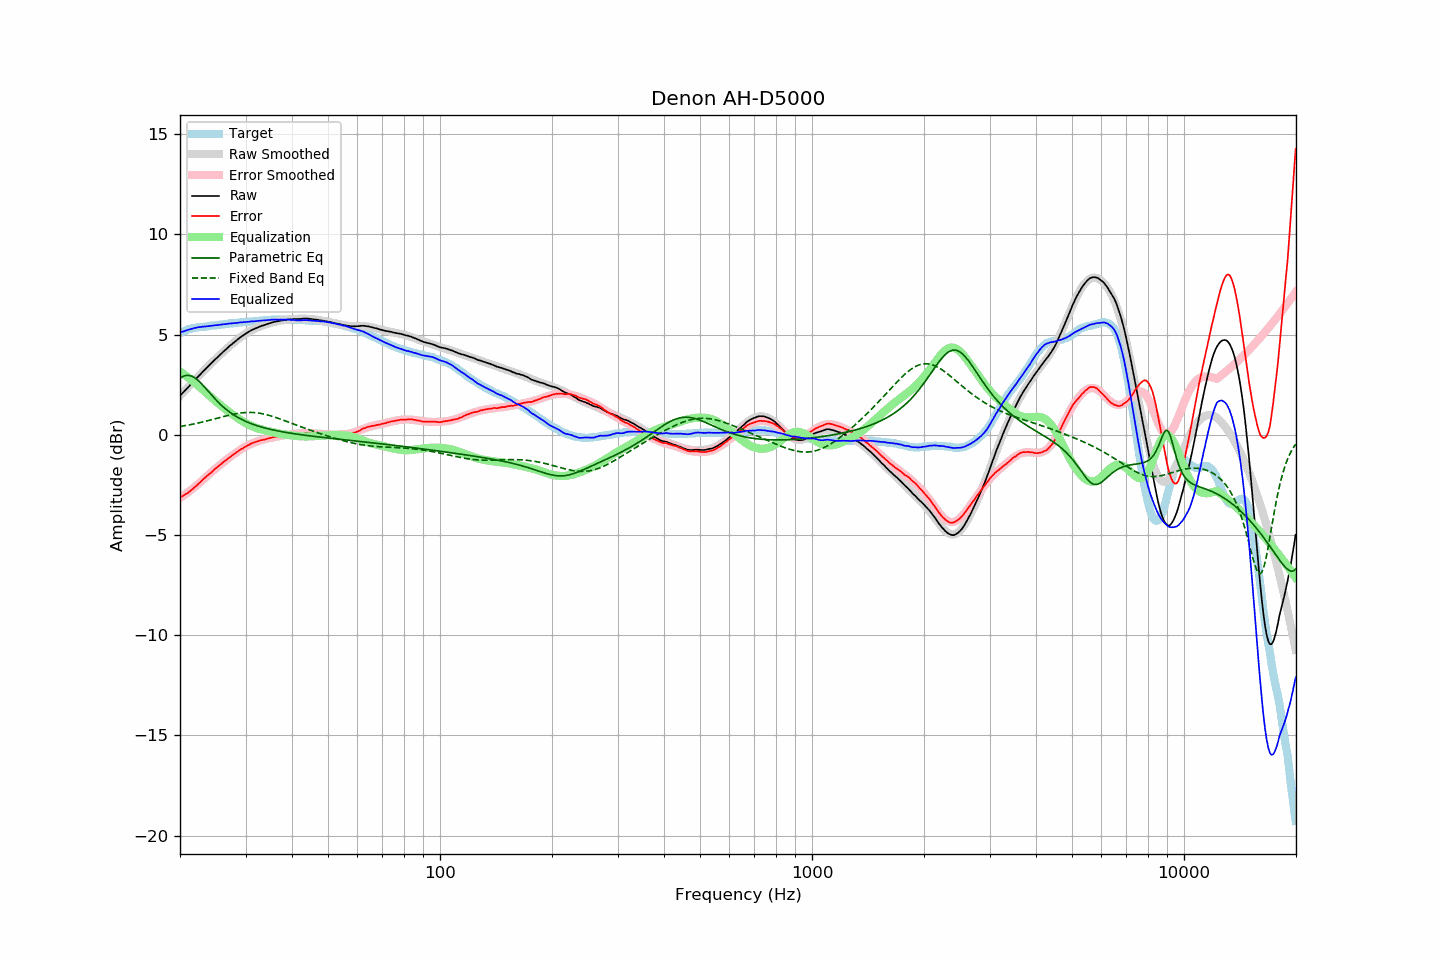 Denon AH-D5000
Target
Raw Smoothed
Error Smoothed
Raw
Error
Equalization
Parametric Eq
Fixed Band Eq
Equalized
15
10
5
0
−5
−10
−15
−20
Amplitude (dBr)
100
1000
10000
Frequency (Hz)